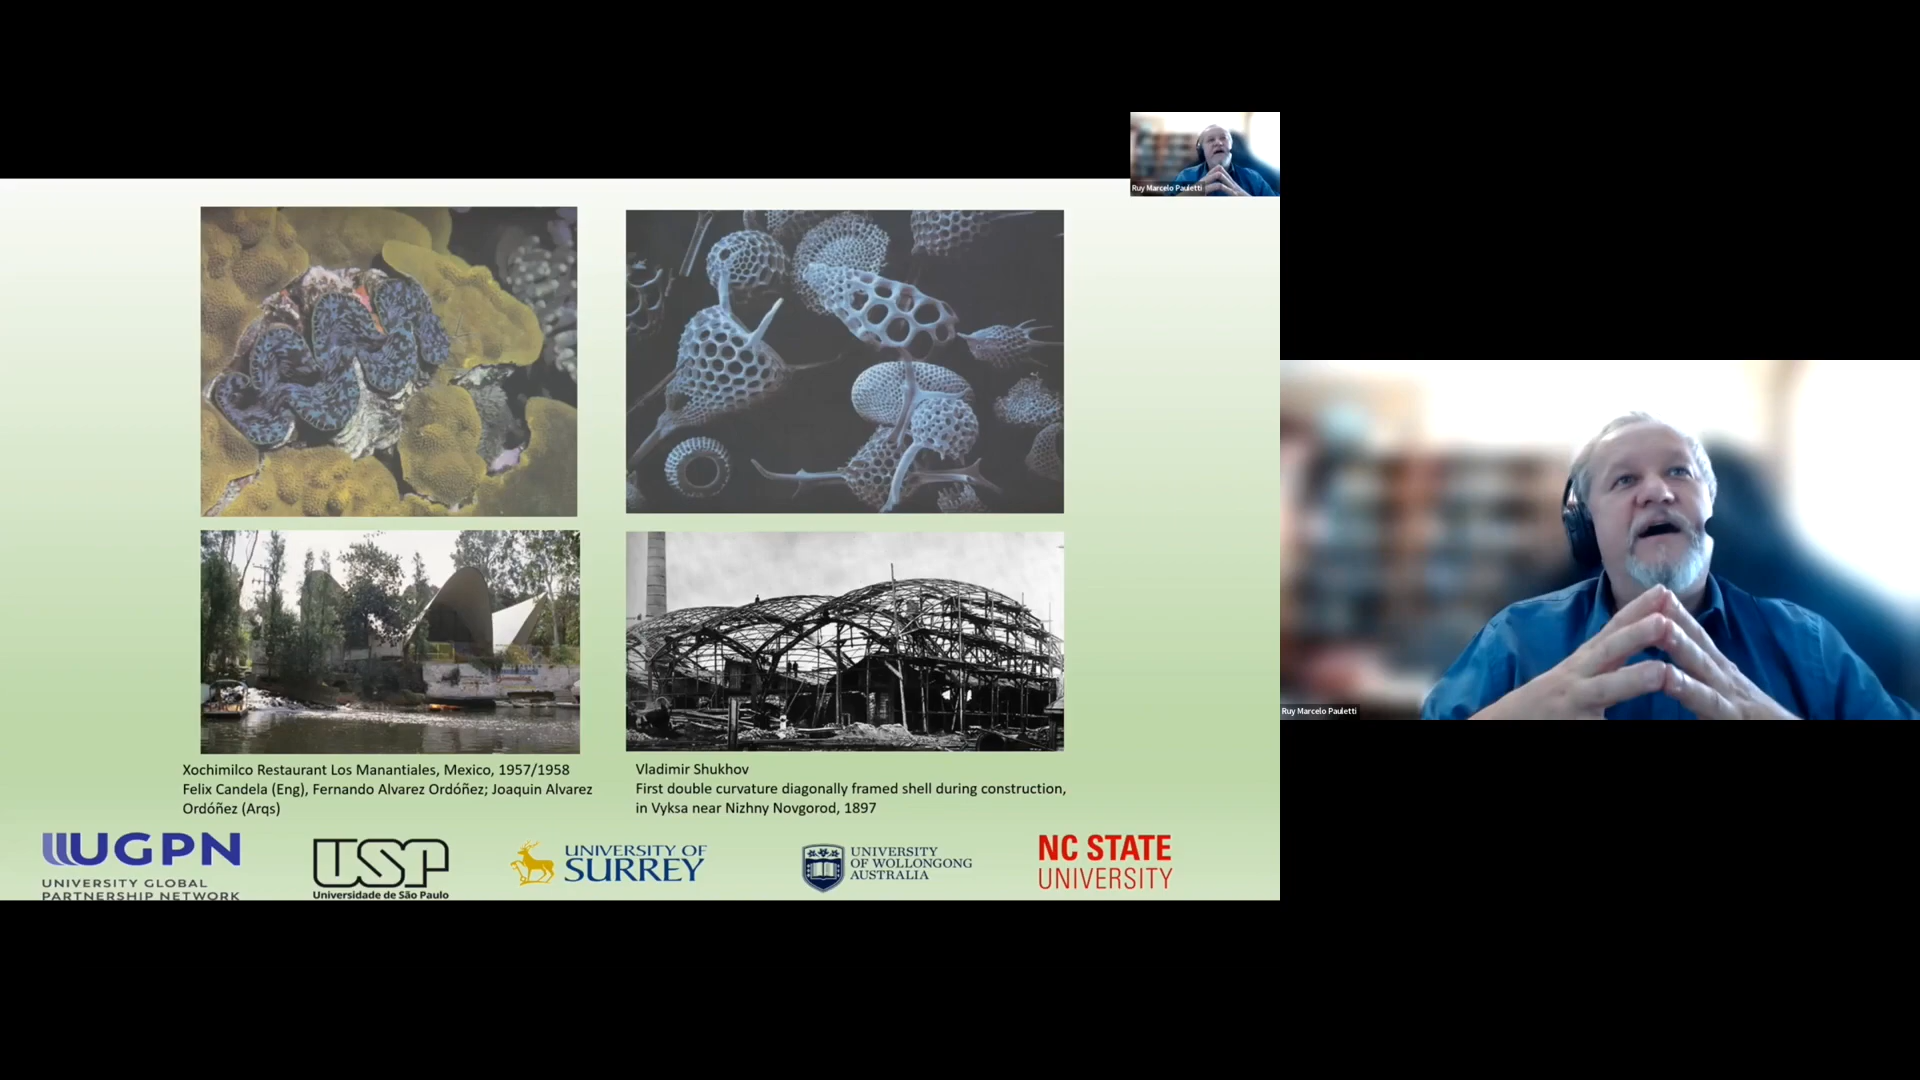 Ruy Marcelo Pauletti
Ruy Marcelo Pauletti
Xochimilco Restaurant Los Manantiales, Mexico, 1957/1958
Felix Candela (Eng), Fernando Alvarez Ordóñez; Joaquin Alvarez
Ordóñez (Arqs)
Vladimir Shukhov
First double curvature diagonally framed shell during construction,
in Vyksa near Nizhny Novgorod, 1897
UGPN
UNIVERSITY GLOBAL
PARTNERSHIP NETWORK
USP
Universidade de São Paulo
UNIVERSITY OF
SURREY
UNIVERSITY
OF WOLLONGONG
AUSTRALIA
NC STATE
UNIVERSITY